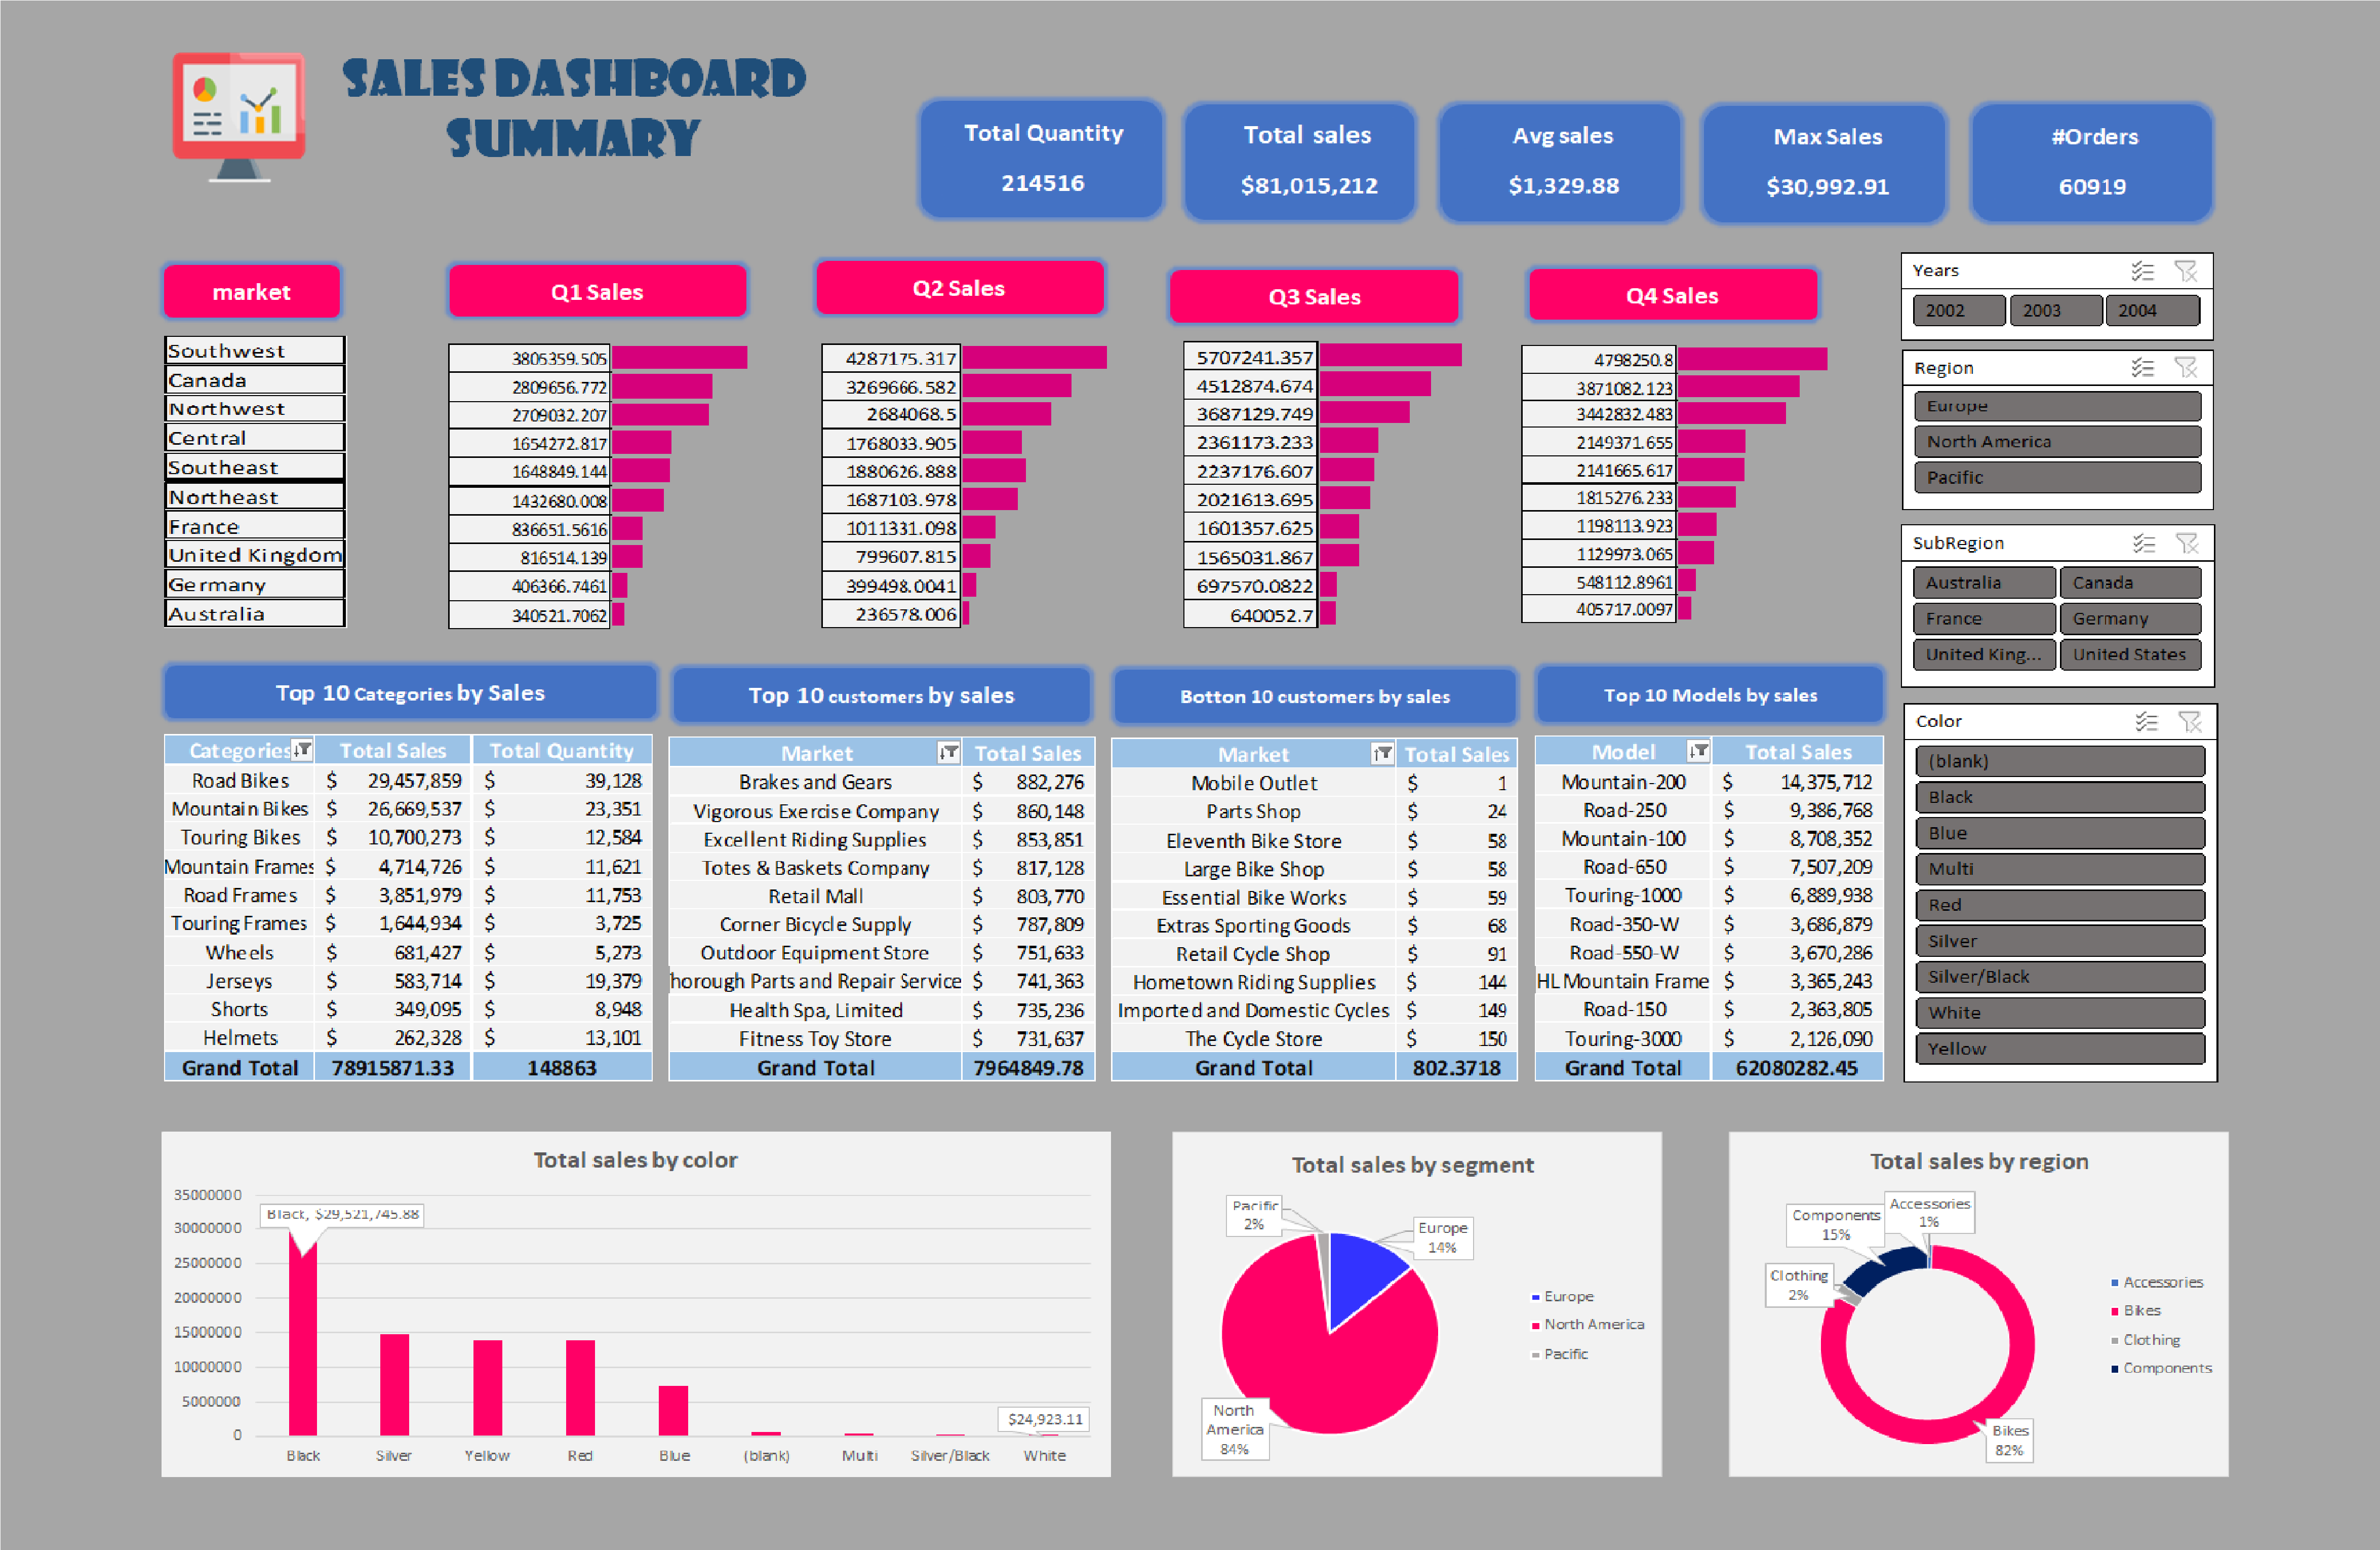 SALES DASHBOARD
SUMMARY
Total Quantity
214516
Total sales
$81,015,212
Avg sales
$1,329.88
Max Sales
$30,992.91
#Orders
60919
market
Q1 Sales
Q2 Sales
Q3 Sales
Q4 Sales
Southwest 3805359.505 4287175.317 5707241.357 4798250.8
Canada 2809656.772 3269666.582 4512874.674 3871082.123
Northwest 2709032.207 2684068.5 3687129.749 3442832.483
Central 1654272.817 1768033.905 2361173.233 2149371.655
Southeast 1648849.144 1880626.888 2237176.607 2141665.617
Northeast 1432680.008 1687103.978 2021613.695 1815276.233
France 836651.5616 1011331.098 1601357.625 1198113.923
United Kingdom 816514.139 799607.815 1565031.867 1129973.065
Germany 406366.7461 399498.0041 697570.0822 548112.8961
Australia 340521.7062 236578.006 640052.7 405717.0097
Years
2002 2003 2004
Region
Europe
North America
Pacific
SubRegion
Australia Canada
France Germany
United King... United States
Color
(blank)
Black
Blue
Multi
Red
Silver
Silver/Black
White
Yellow
Top 10 Categories by Sales
Categories Total Sales Total Quantity
Road Bikes $ 29,457,859 $ 39,128
Mountain Bikes $ 26,669,537 $ 23,351
Touring Bikes $ 10,700,273 $ 12,584
Mountain Frames $ 4,714,726 $ 11,621
Road Frames $ 3,851,979 $ 11,753
Touring Frames $ 1,644,934 $ 3,725
Wheels $ 681,427 $ 5,273
Jerseys $ 583,714 $ 19,379
Shorts $ 349,095 $ 8,948
Helmets $ 262,328 $ 13,101
Grand Total 78915871.33 148863
Top 10 customers by sales
Market Total Sales
Brakes and Gears $ 882,276
Vigorous Exercise Company $ 860,148
Excellent Riding Supplies $ 853,851
Totes & Baskets Company $ 817,128
Retail Mall $ 803,770
Corner Bicycle Supply $ 787,809
Outdoor Equipment Store $ 751,633
horough Parts and Repair Service $ 741,363
Health Spa, Limited $ 735,236
Fitness Toy Store $ 731,637
Grand Total 7964849.78
Botton 10 customers by sales
Market Total Sales
Mobile Outlet $ 1
Parts Shop $ 24
Eleventh Bike Store $ 58
Large Bike Shop $ 58
Essential Bike Works $ 59
Extras Sporting Goods $ 68
Retail Cycle Shop $ 91
Hometown Riding Supplies $ 144
Imported and Domestic Cycles $ 149
The Cycle Store $ 150
Grand Total 802.3718
Top 10 Models by sales
Model Total Sales
Mountain-200 $ 14,375,712
Road-250 $ 9,386,768
Mountain-100 $ 8,708,352
Road-650 $ 7,507,209
Touring-1000 $ 6,889,938
Road-350-W $ 3,686,879
Road-550-W $ 3,670,286
HL Mountain Frame $ 3,365,243
Road-150 $ 2,363,805
Touring-3000 $ 2,126,090
Grand Total 62080282.45
Total sales by color
35000000
30000000
25000000
20000000
15000000
10000000
5000000
0
Black, $29,521,745.88
$24,923.11
Black Silver Yellow Red Blue (blank) Multi Silver/Black White
Total sales by segment
Pacific
2%
Europe
14%
North
America
84%
Europe
North America
Pacific
Total sales by region
Accessories
1%
Components
15%
Clothing
2%
Bikes
82%
Accessories
Bikes
Clothing
Components